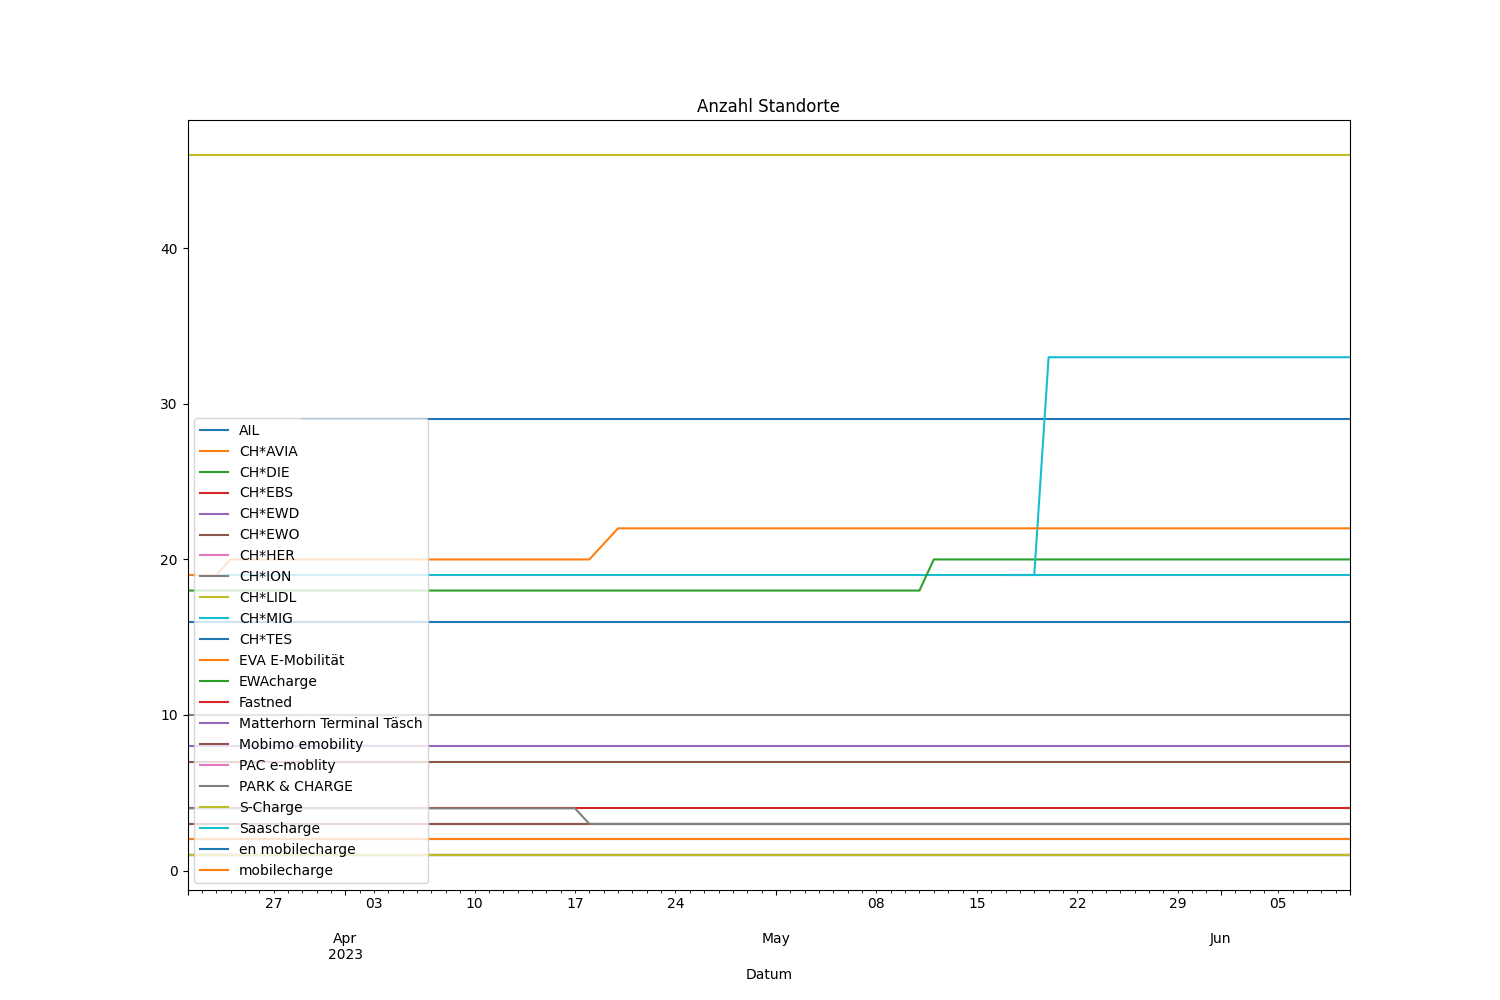 Anzahl Standorte
40
30
20
10
0
AIL
CH*AVIA
CH*DIE
CH*EBS
CH*EWD
CH*EWO
CH*HER
CH*ION
CH*LIDL
CH*MIG
CH*TES
EVA E-Mobilität
EWAcharge
Fastned
Matterhorn Terminal Täsch
Mobimo emobility
PAC e-moblity
PARK & CHARGE
S-Charge
Saascharge
en mobilecharge
mobilecharge
27 03 10 17 24 08 15 22 29 05
Apr May Jun
2023
Datum